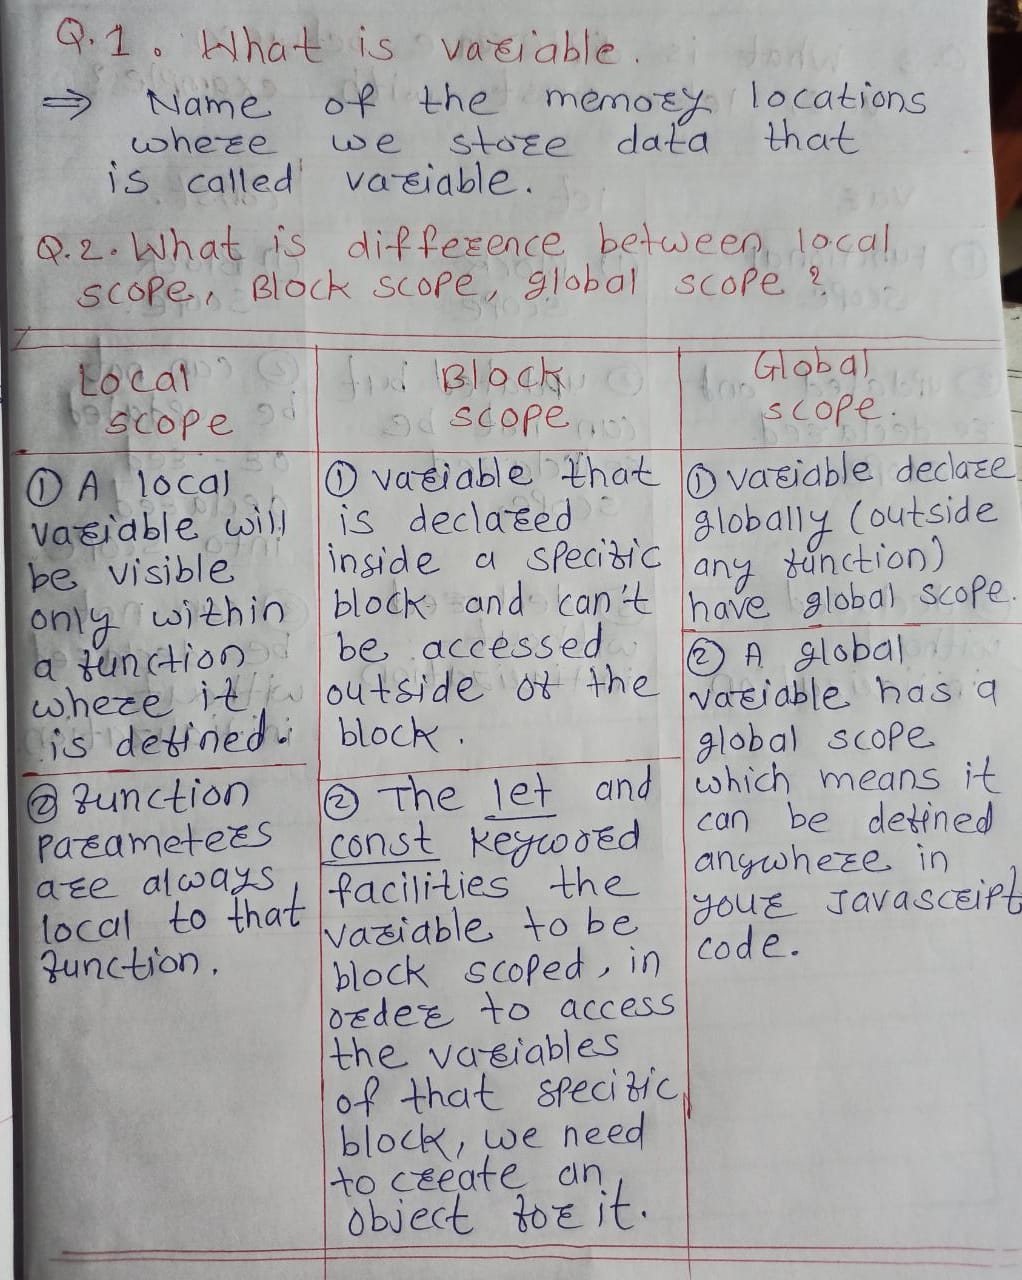 Q.1. What is variable.
⇒ Name of the memory locations
where we store data that
is called variable.
Q.2. What is difference between local
scope, Block scope, global scope?
Local
scope
① A local
variable will
be visible
only within
a function
where it
is defined.
② function
Parameters
are always
local to that
function.
Block
scope
① variable that
is declared
inside a specific
block and can't
be accessed
outside of the
block.
② The let and
const keyword
facilities the
variable to be
block scoped, in
order to access
the variables
of that specific
block, we need
to create an
object for it.
Global
scope.
① variable declare
globally (outside
any function)
have global scope.
② A global
variable has a
global scope
which means it
can be defined
anywhere in
your Javascript
code.